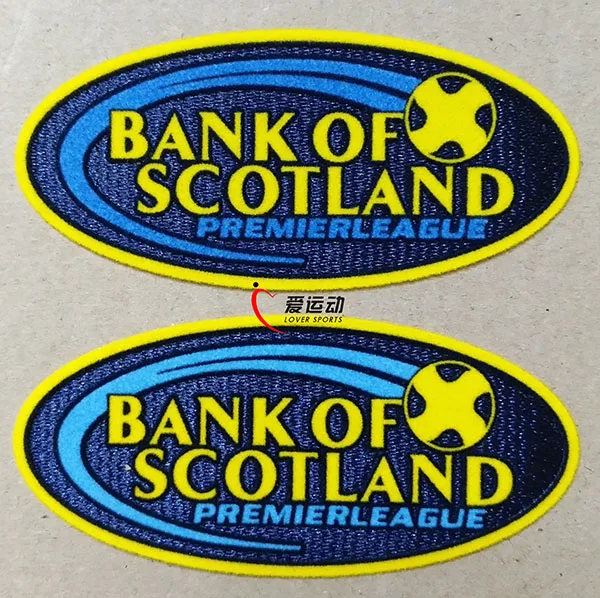 BANK OF
SCOTLAND
PREMIERLEAGUE
爱运动
LOVER SPORTS
BANK OF
SCOTLAND
PREMIERLEAGUE